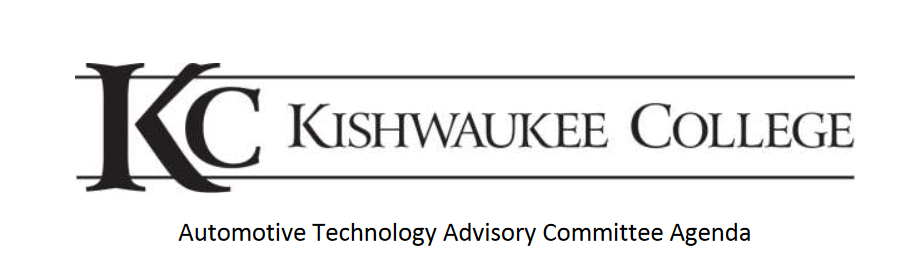 KC KISHWAUKEE COLLEGE
Automotive Technology Advisory Committee Agenda